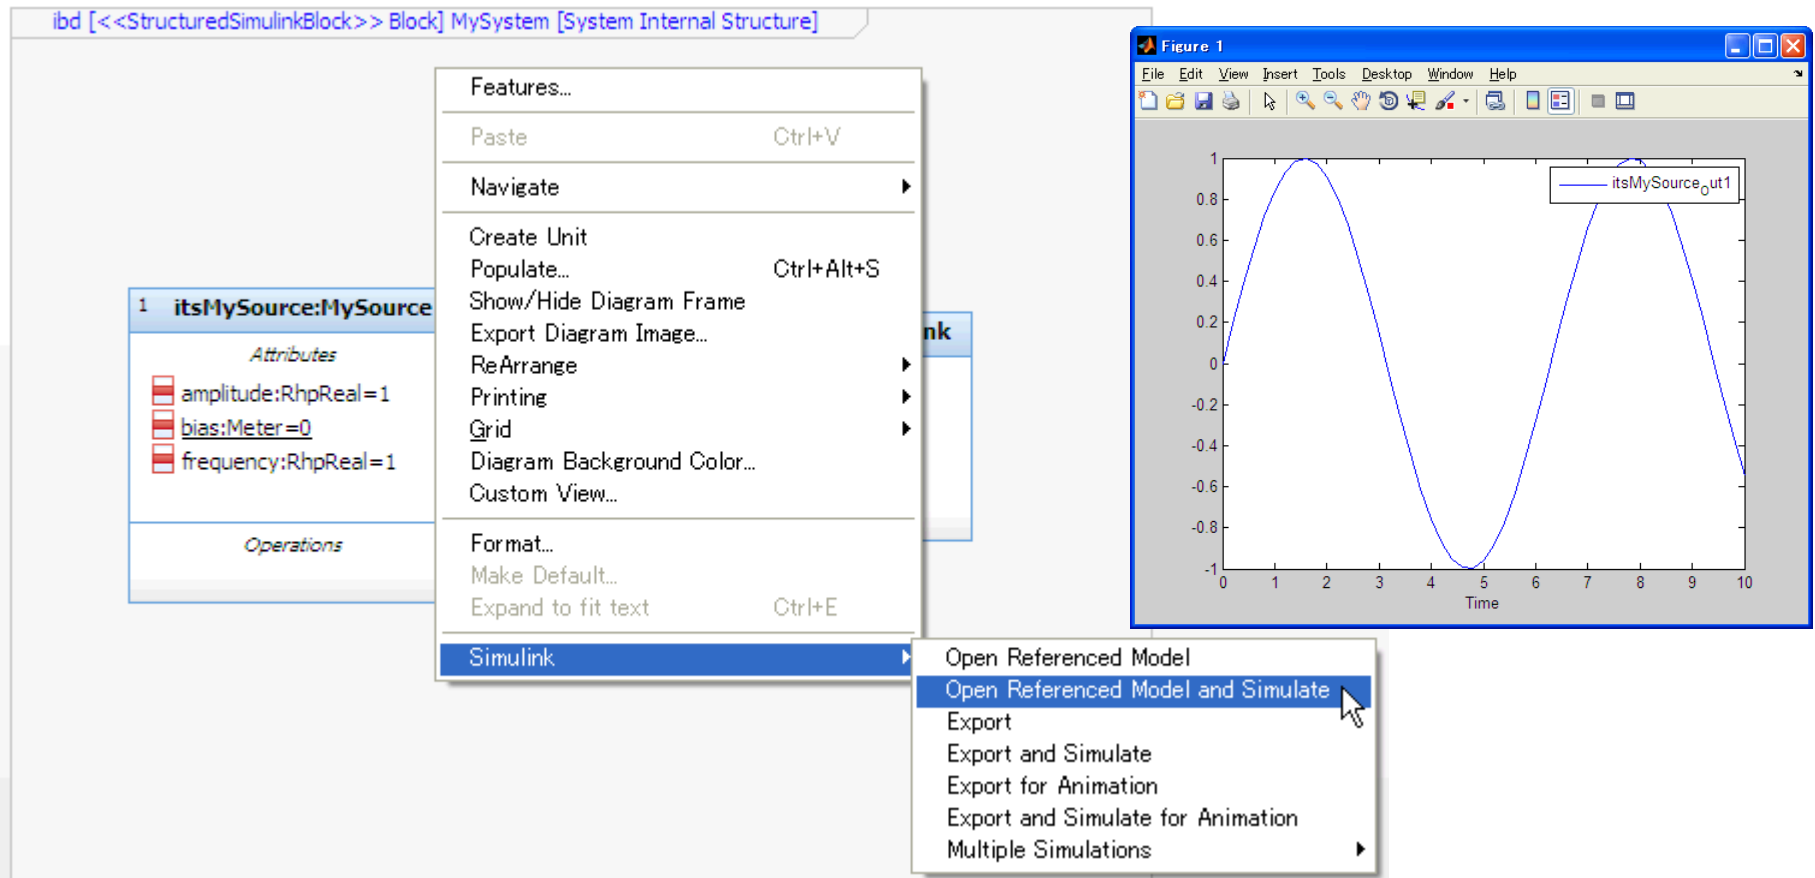 ibd [<<StructuredSimulinkBlock>> Block] MySystem [System Internal Structure]
1 itsMySource:MySource
Attributes
amplitude:RhpReal=1
bias:Meter=0
frequency:RhpReal=1
Operations
nk
Features...
Paste Ctrl+V
Navigate
Create Unit
Populate... Ctrl+Alt+S
Show/Hide Diagram Frame
Export Diagram Image...
ReArrange
Printing
Grid
Diagram Background Color...
Custom View...
Format...
Make Default...
Expand to fit text Ctrl+E
Simulink
Open Referenced Model
Open Referenced Model and Simulate
Export
Export and Simulate
Export for Animation
Export and Simulate for Animation
Multiple Simulations
Figure 1
File Edit View Insert Tools Desktop Window Help
itsMySource_out1
1
0.8
0.6
0.4
0.2
0
-0.2
-0.4
-0.6
-0.8
-1
0 1 2 3 4 5 6 7 8 9 10
Time